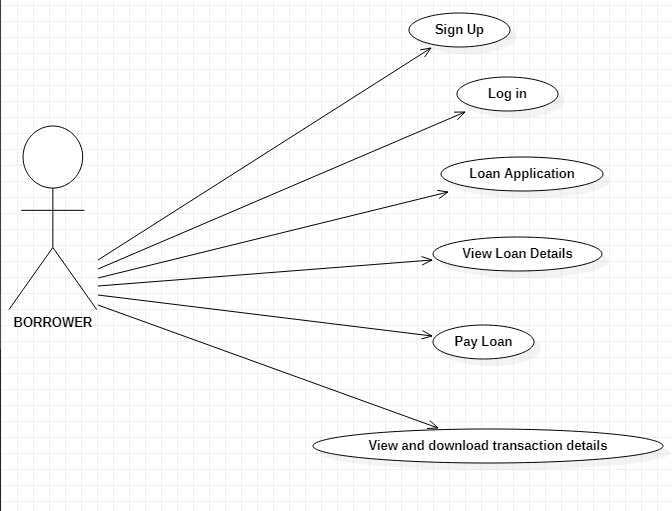 Sign Up
Log in
Loan Application
View Loan Details
BORROWER
Pay Loan
View and download transaction details